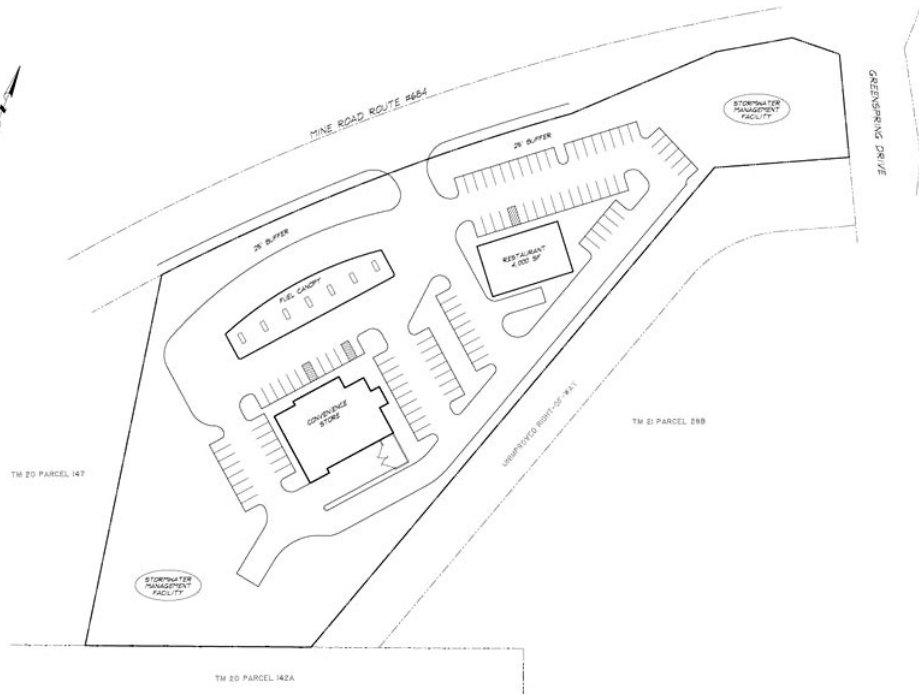 MINE ROAD ROUTE #684
GREENSPRING DRIVE
STORMWATER
MANAGEMENT
FACILITY
25' BUFFER
25' BUFFER
RESTAURANT
4,000 SF
FUEL CANOPY
CONVENIENCE
STORE
UNIMPROVED RIGHT-OF-WAY
TM 21 PARCEL 28B
TM 20 PARCEL 147
STORMWATER
MANAGEMENT
FACILITY
TM 20 PARCEL 142A